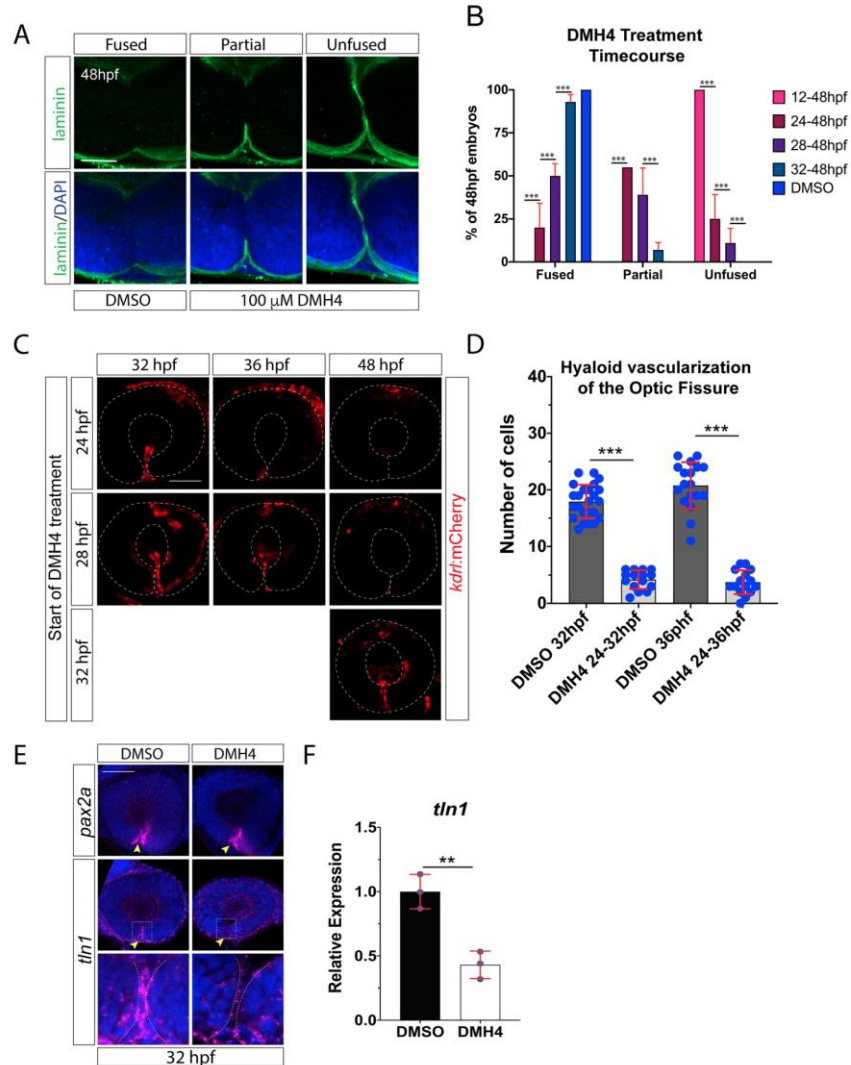 A
Fused
Partial
Unfused
48hpf
laminin
laminin/DAPI
DMSO
100 μM DMH4
B
DMH4 Treatment
Timecourse
% of 48hpf embryos
100
75
50
25
0
***
***
***
***
***
***
***
***
Fused
Partial
Unfused
12-48hpf
24-48hpf
28-48hpf
32-48hpf
DMSO
C
32 hpf
36 hpf
48 hpf
Start of DMH4 treatment
24 hpf
28 hpf
32 hpf
kdrl:mCherry
D
Hyaloid vascularization
of the Optic Fissure
Number of cells
40
30
20
10
0
***
***
DMSO 32hpf
DMH4 24-32hpf
DMSO 36phf
DMH4 24-36hpf
E
DMSO
DMH4
pax2a
tln1
32 hpf
F
tln1
Relative Expression
1.5
1.0
0.5
0.0
**
DMSO
DMH4